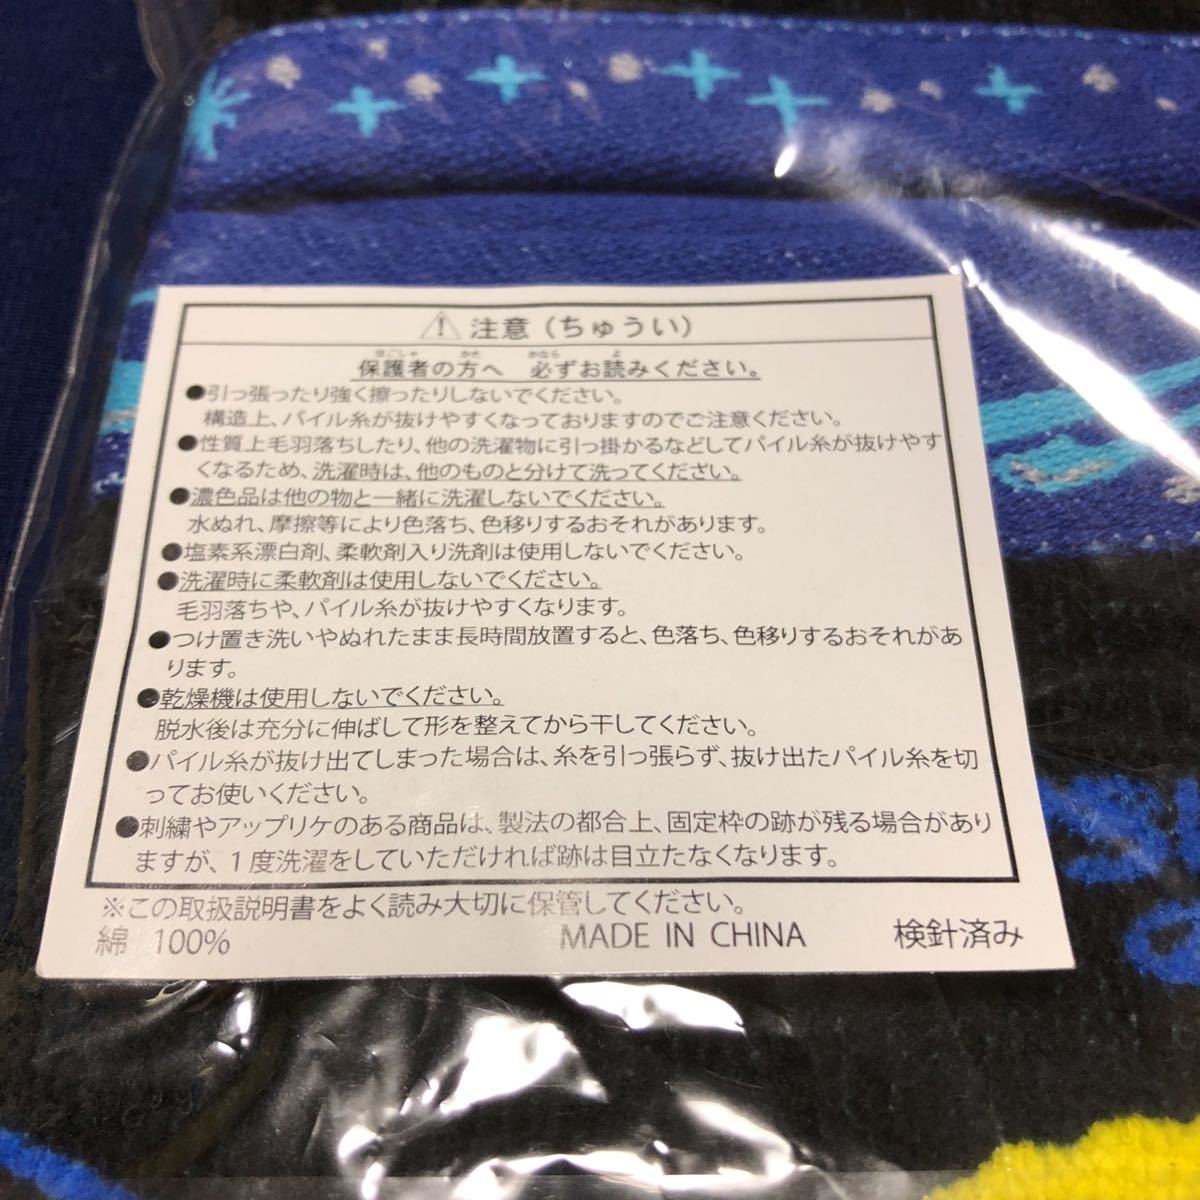 ⚠ 注意（ちゅうい）
保護者の方へ　必ずお読みください。
●引っ張ったり強く擦ったりしないでください。
構造上、パイル糸が抜けやすくなっておりますのでご注意ください。
●性質上毛羽落ちしたり、他の洗濯物に引っ掛かるなどしてパイル糸が抜けやす
くなるため、洗濯時は、他のものと分けて洗ってください。
●濃色品は他の物と一緒に洗濯しないでください。
水ぬれ、摩擦等により色落ち、色移りするおそれがあります。
●塩素系漂白剤、柔軟剤入り洗剤は使用しないでください。
●洗濯時に柔軟剤は使用しないでください。
毛羽落ちや、パイル糸が抜けやすくなります。
●つけ置き洗いやぬれたまま長時間放置すると、色落ち、色移りするおそれがあ
ります。
●乾燥機は使用しないでください。
脱水後は充分に伸ばして形を整えてから干してください。
●パイル糸が抜け出てしまった場合は、糸を引っ張らず、抜け出たパイル糸を切
ってお使いください。
●刺繍やアップリケのある商品は、製法の都合上、固定枠の跡が残る場合があり
ますが、１度洗濯をしていただければ跡は目立たなくなります。
※この取扱説明書をよく読み大切に保管してください。
綿 100%　MADE IN CHINA　検針済み